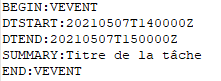 BEGIN:VEVENT
DTSTART:20210507T140000Z
DTEND:20210507T150000Z
SUMMARY:Titre de la tâche
END:VEVENT